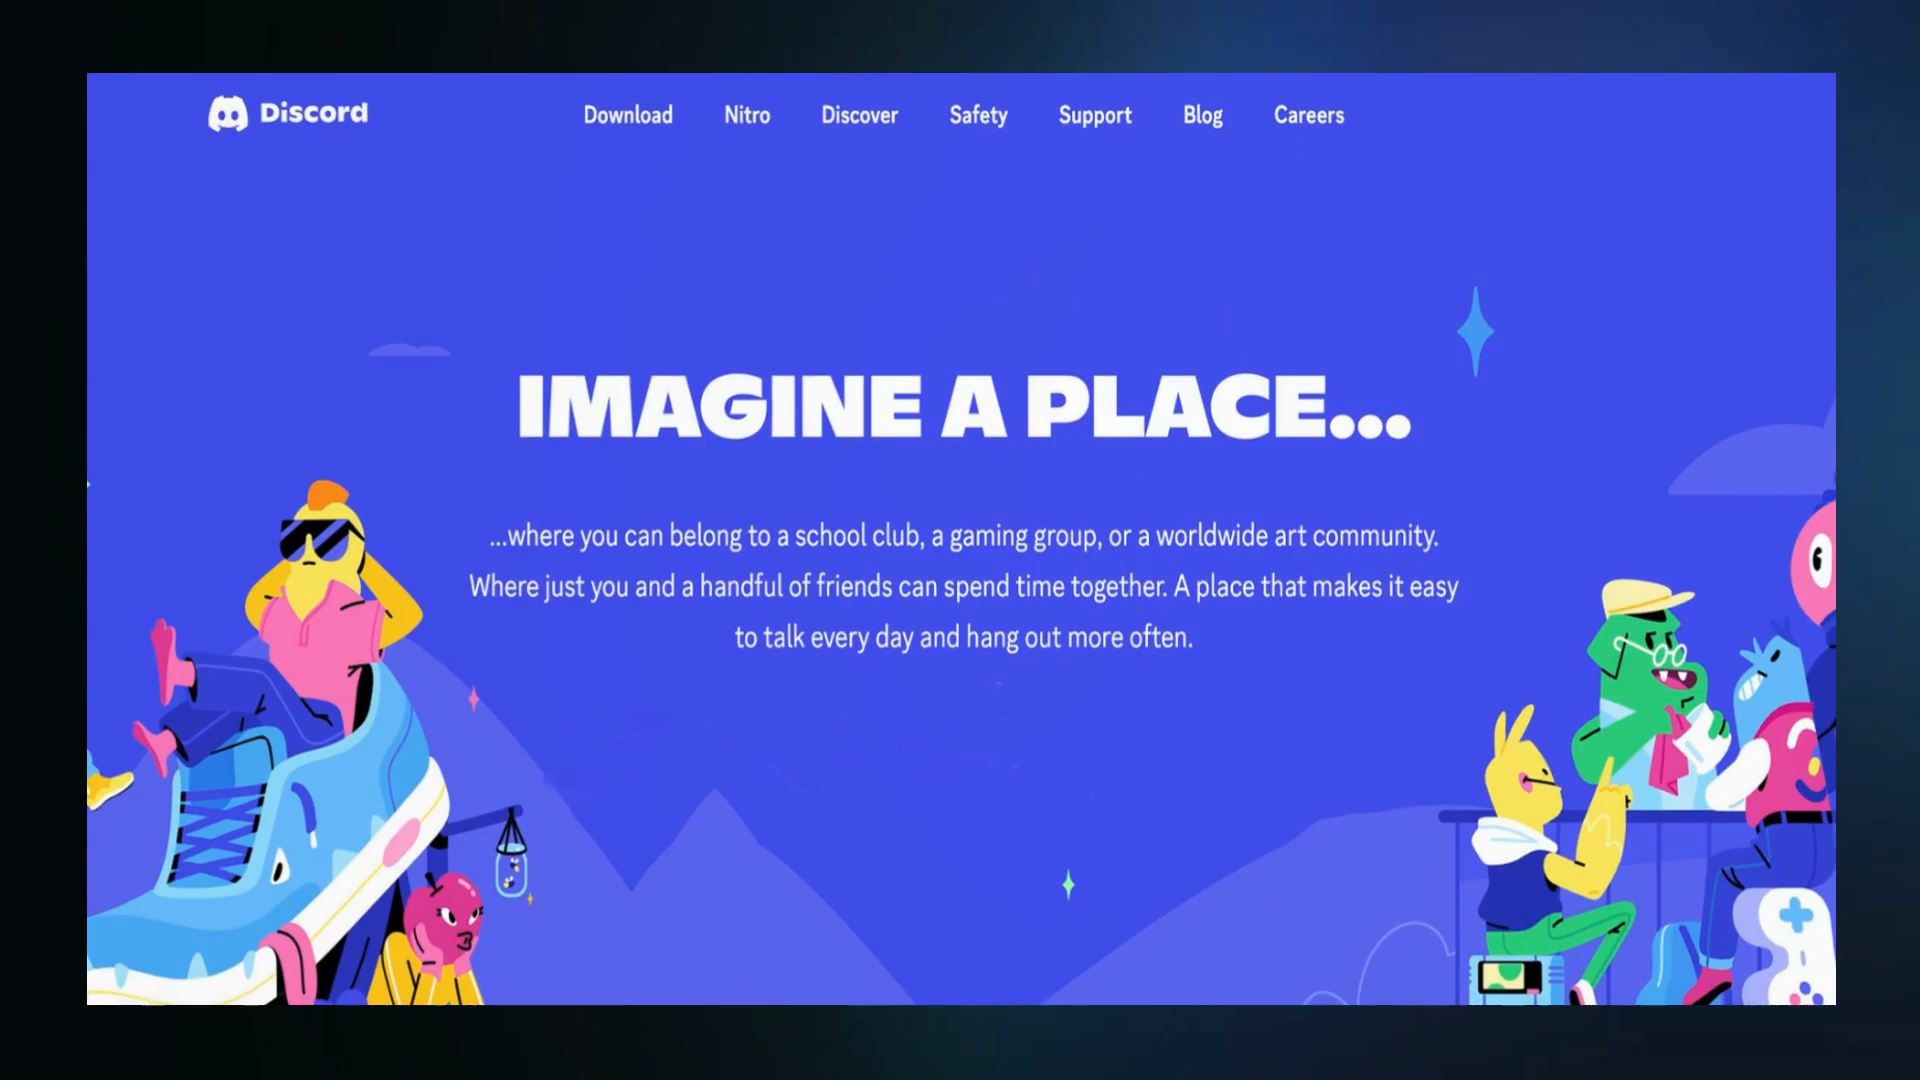 Discord
Download Nitro Discover Safety Support Blog Careers
IMAGINE A PLACE...
...where you can belong to a school club, a gaming group, or a worldwide art community.
Where just you and a handful of friends can spend time together. A place that makes it easy
to talk every day and hang out more often.